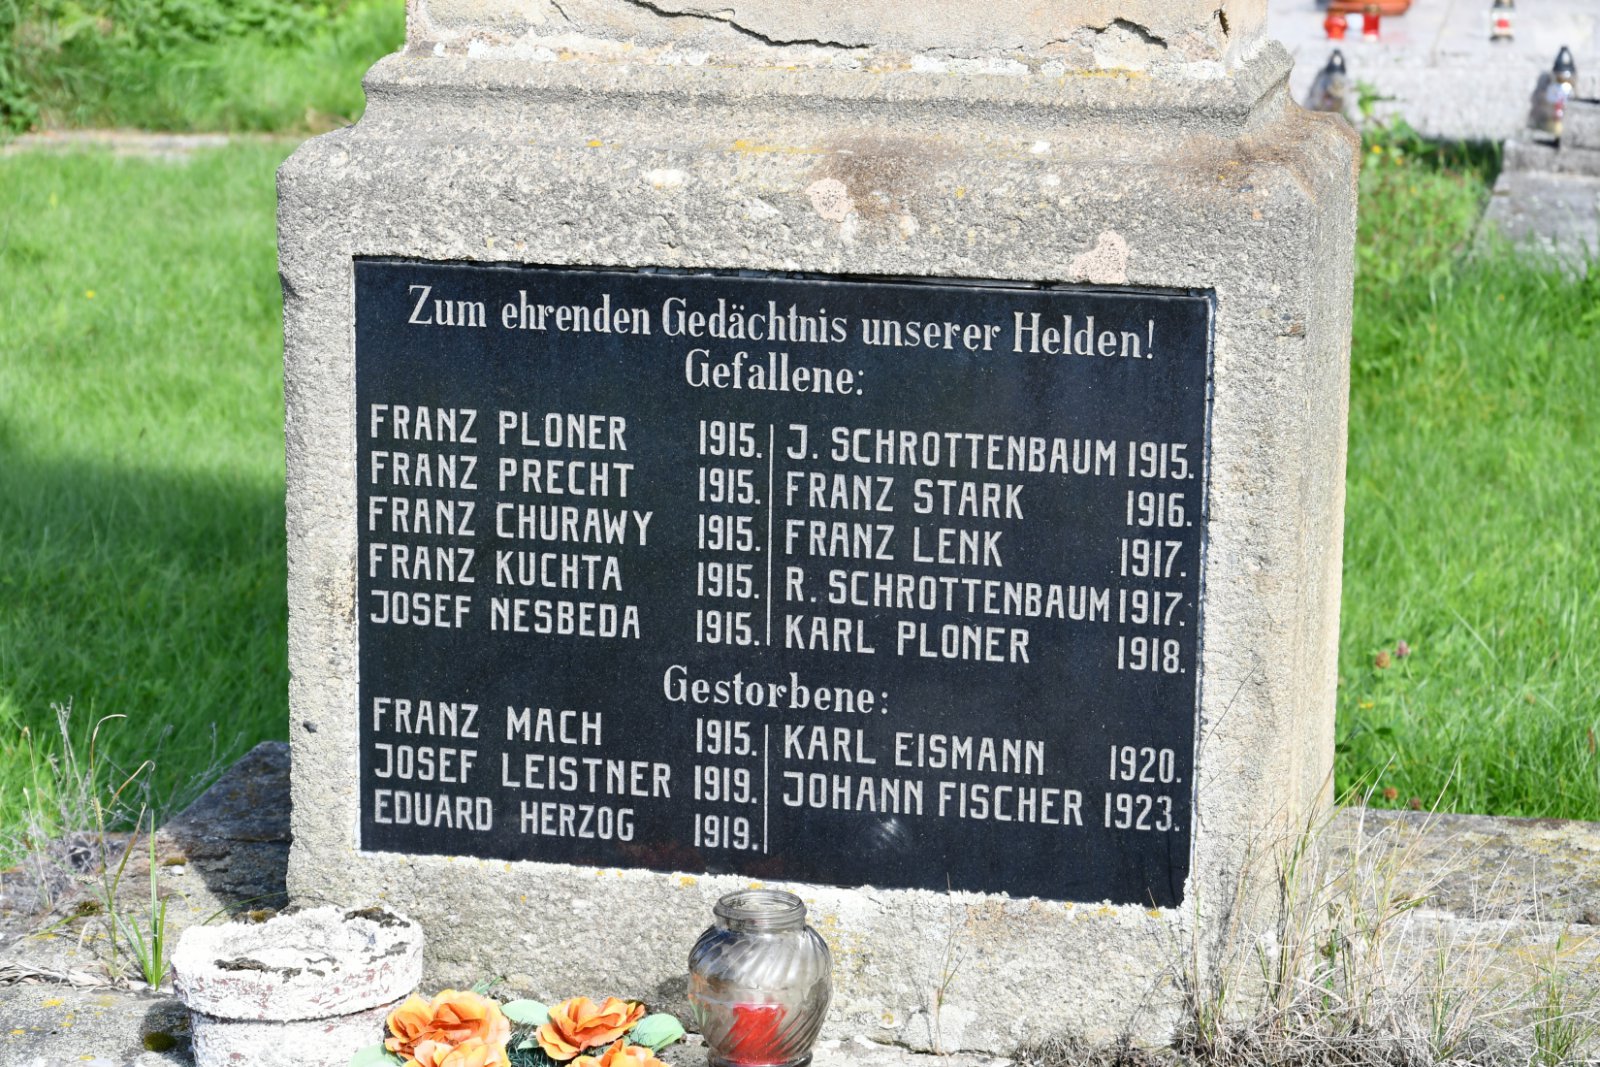 Zum ehrenden Gedächtnis unserer Helden!
Gefallene:
FRANZ PLONER 1915.
FRANZ PRECHT 1915.
FRANZ CHURAWY 1915.
FRANZ KUCHTA 1915.
JOSEF NESBEDA 1915.
J. SCHROTTENBAUM 1915.
FRANZ STARK 1916.
FRANZ LENK 1917.
R. SCHROTTENBAUM 1917.
KARL PLONER 1918.
Gestorbene:
FRANZ MACH 1915.
JOSEF LEISTNER 1919.
EDUARD HERZOG 1919.
KARL EISMANN 1920.
JOHANN FISCHER 1923.